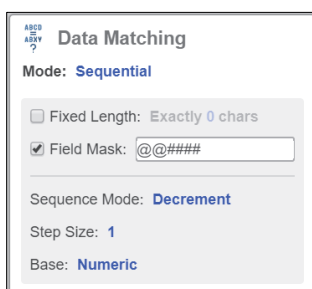 ABCD
=
ABXY
?
Data Matching
Mode: Sequential
Fixed Length: Exactly 0 chars
Field Mask: @@####
Sequence Mode: Decrement
Step Size: 1
Base: Numeric